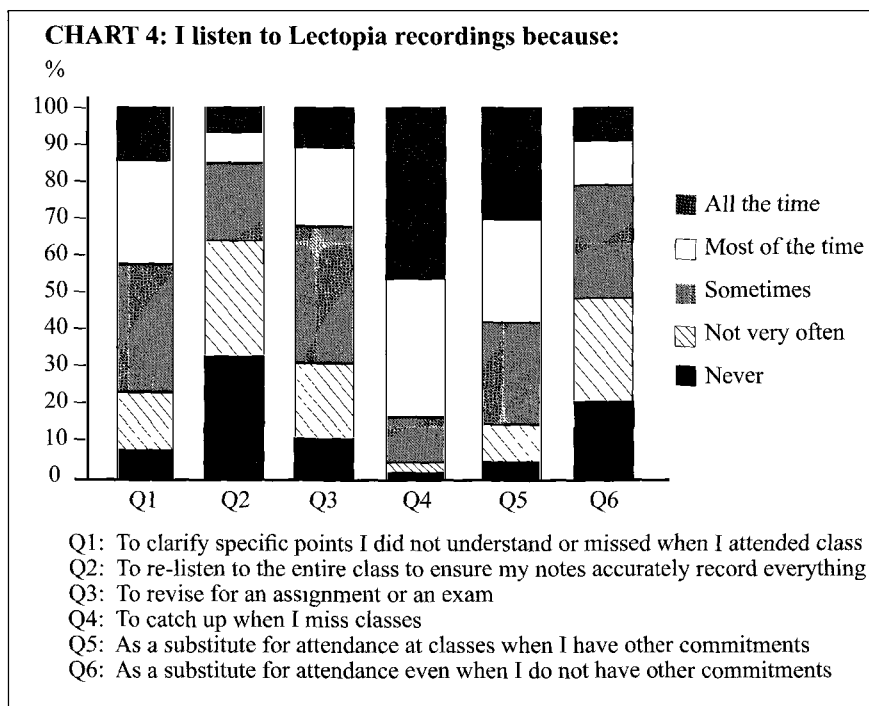 CHART 4: I listen to Lectopia recordings because:
%
100
90
80
70
60
50
40
30
20
10
0
Q1 Q2 Q3 Q4 Q5 Q6
All the time
Most of the time
Sometimes
Not very often
Never
Q1: To clarify specific points I did not understand or missed when I attended class
Q2: To re-listen to the entire class to ensure my notes accurately record everything
Q3: To revise for an assignment or an exam
Q4: To catch up when I miss classes
Q5: As a substitute for attendance at classes when I have other commitments
Q6: As a substitute for attendance even when I do not have other commitments